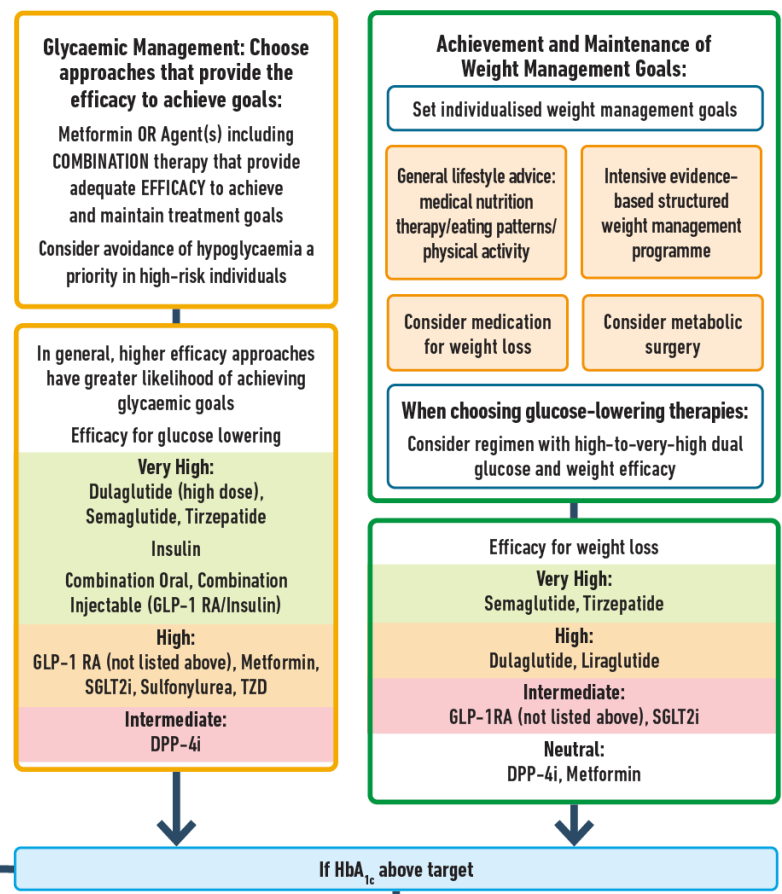 Glycaemic Management: Choose
approaches that provide the
efficacy to achieve goals:
Metformin OR Agent(s) including
COMBINATION therapy that provide
adequate EFFICACY to achieve
and maintain treatment goals
Consider avoidance of hypoglycaemia a
priority in high-risk individuals
In general, higher efficacy approaches
have greater likelihood of achieving
glycaemic goals
Efficacy for glucose lowering
Very High:
Dulaglutide (high dose),
Semaglutide, Tirzepatide
Insulin
Combination Oral, Combination
Injectable (GLP-1 RA/Insulin)
High:
GLP-1 RA (not listed above), Metformin,
SGLT2i, Sulfonylurea, TZD
Intermediate:
DPP-4i
Achievement and Maintenance of
Weight Management Goals:
Set individualised weight management goals
General lifestyle advice:
medical nutrition
therapy/eating patterns/
physical activity
Intensive evidence-
based structured
weight management
programme
Consider medication
for weight loss
Consider metabolic
surgery
When choosing glucose-lowering therapies:
Consider regimen with high-to-very-high dual
glucose and weight efficacy
Efficacy for weight loss
Very High:
Semaglutide, Tirzepatide
High:
Dulaglutide, Liraglutide
Intermediate:
GLP-1RA (not listed above), SGLT2i
Neutral:
DPP-4i, Metformin
If HbA1c above target